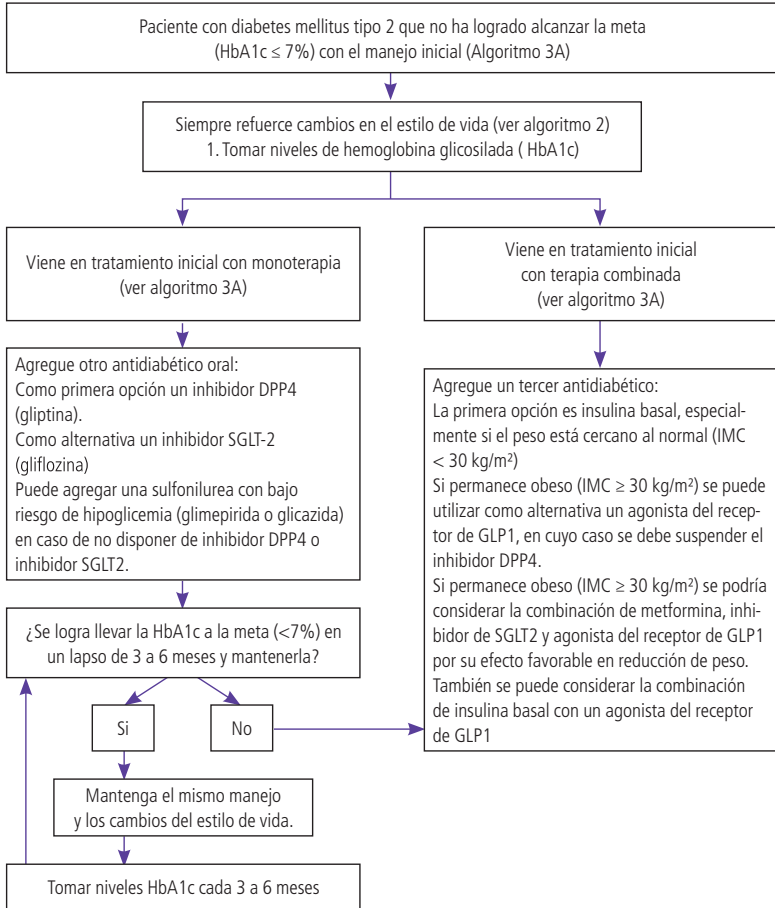 Paciente con diabetes mellitus tipo 2 que no ha logrado alcanzar la meta
(HbA1c ≤ 7%) con el manejo inicial (Algoritmo 3A)
Siempre refuerce cambios en el estilo de vida (ver algoritmo 2)
1. Tomar niveles de hemoglobina glicosilada ( HbA1c)
Viene en tratamiento inicial con monoterapia
(ver algoritmo 3A)
Viene en tratamiento inicial
con terapia combinada
(ver algoritmo 3A)
Agregue otro antidiabético oral:
Como primera opción un inhibidor DPP4
(gliptina).
Como alternativa un inhibidor SGLT-2
(gliflozina)
Puede agregar una sulfonilurea con bajo
riesgo de hipoglicemia (glimepirida o glicazida)
en caso de no disponer de inhibidor DPP4 o
inhibidor SGLT2.
Agregue un tercer antidiabético:
La primera opción es insulina basal, especial-
mente si el peso está cercano al normal (IMC
< 30 kg/m²)
Si permanece obeso (IMC ≥ 30 kg/m²) se puede
utilizar como alternativa un agonista del recep-
tor de GLP1, en cuyo caso se debe suspender el
inhibidor DPP4.
Si permanece obeso (IMC ≥ 30 kg/m²) se podría
considerar la combinación de metformina, inhi-
bidor de SGLT2 y agonista del receptor de GLP1
por su efecto favorable en reducción de peso.
También se puede considerar la combinación
de insulina basal con un agonista del receptor
de GLP1
¿Se logra llevar la HbA1c a la meta (<7%) en
un lapso de 3 a 6 meses y mantenerla?
Si
No
Mantenga el mismo manejo
y los cambios del estilo de vida.
Tomar niveles HbA1c cada 3 a 6 meses